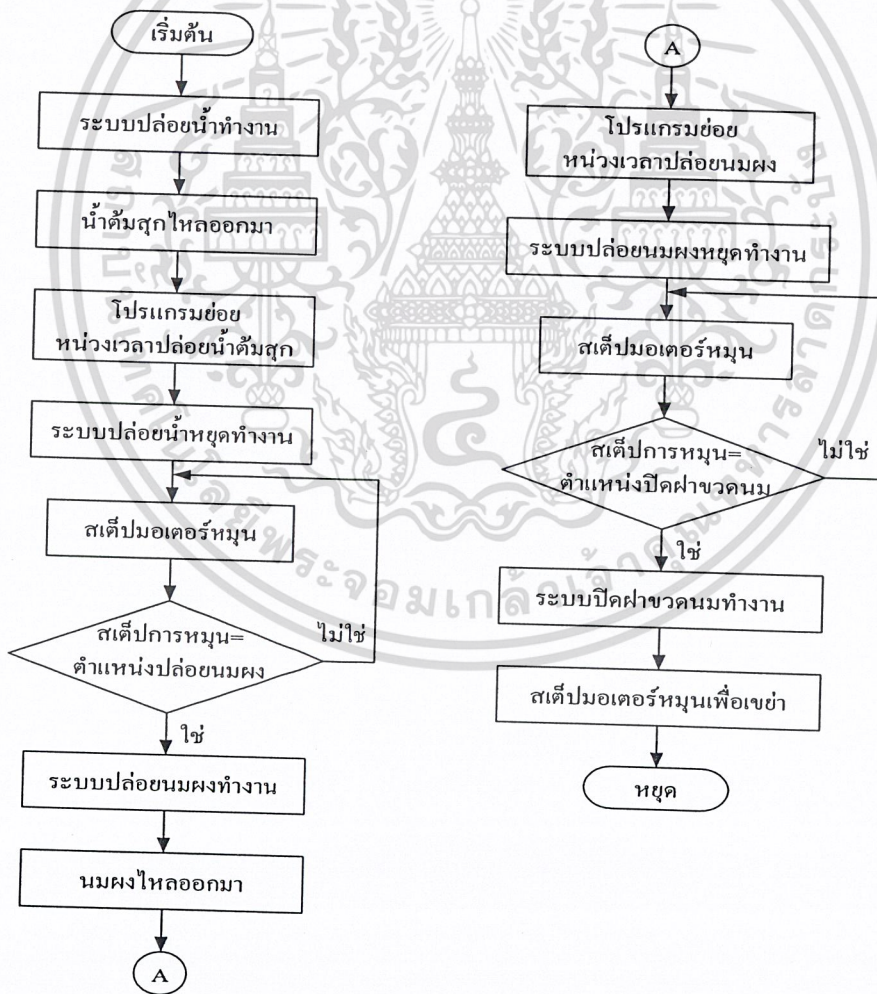 เริ่มต้น
ระบบปล่อยน้ำทำงาน
น้ำต้มสุกไหลออกมา
โปรแกรมย่อย
หน่วงเวลาปล่อยน้ำต้มสุก
ระบบปล่อยน้ำหยุดทำงาน
สเต็ปมอเตอร์หมุน
สเต็ปการหมุน=
ตำแหน่งปล่อยนมผง
ไม่ใช่
ใช่
ระบบปล่อยนมผงทำงาน
นมผงไหลออกมา
A
A
โปรแกรมย่อย
หน่วงเวลาปล่อยนมผง
ระบบปล่อยนมผงหยุดทำงาน
สเต็ปมอเตอร์หมุน
สเต็ปการหมุน=
ตำแหน่งปิดฝาขวดนม
ไม่ใช่
ใช่
ระบบปิดฝาขวดนมทำงาน
สเต็ปมอเตอร์หมุนเพื่อเขย่า
หยุด